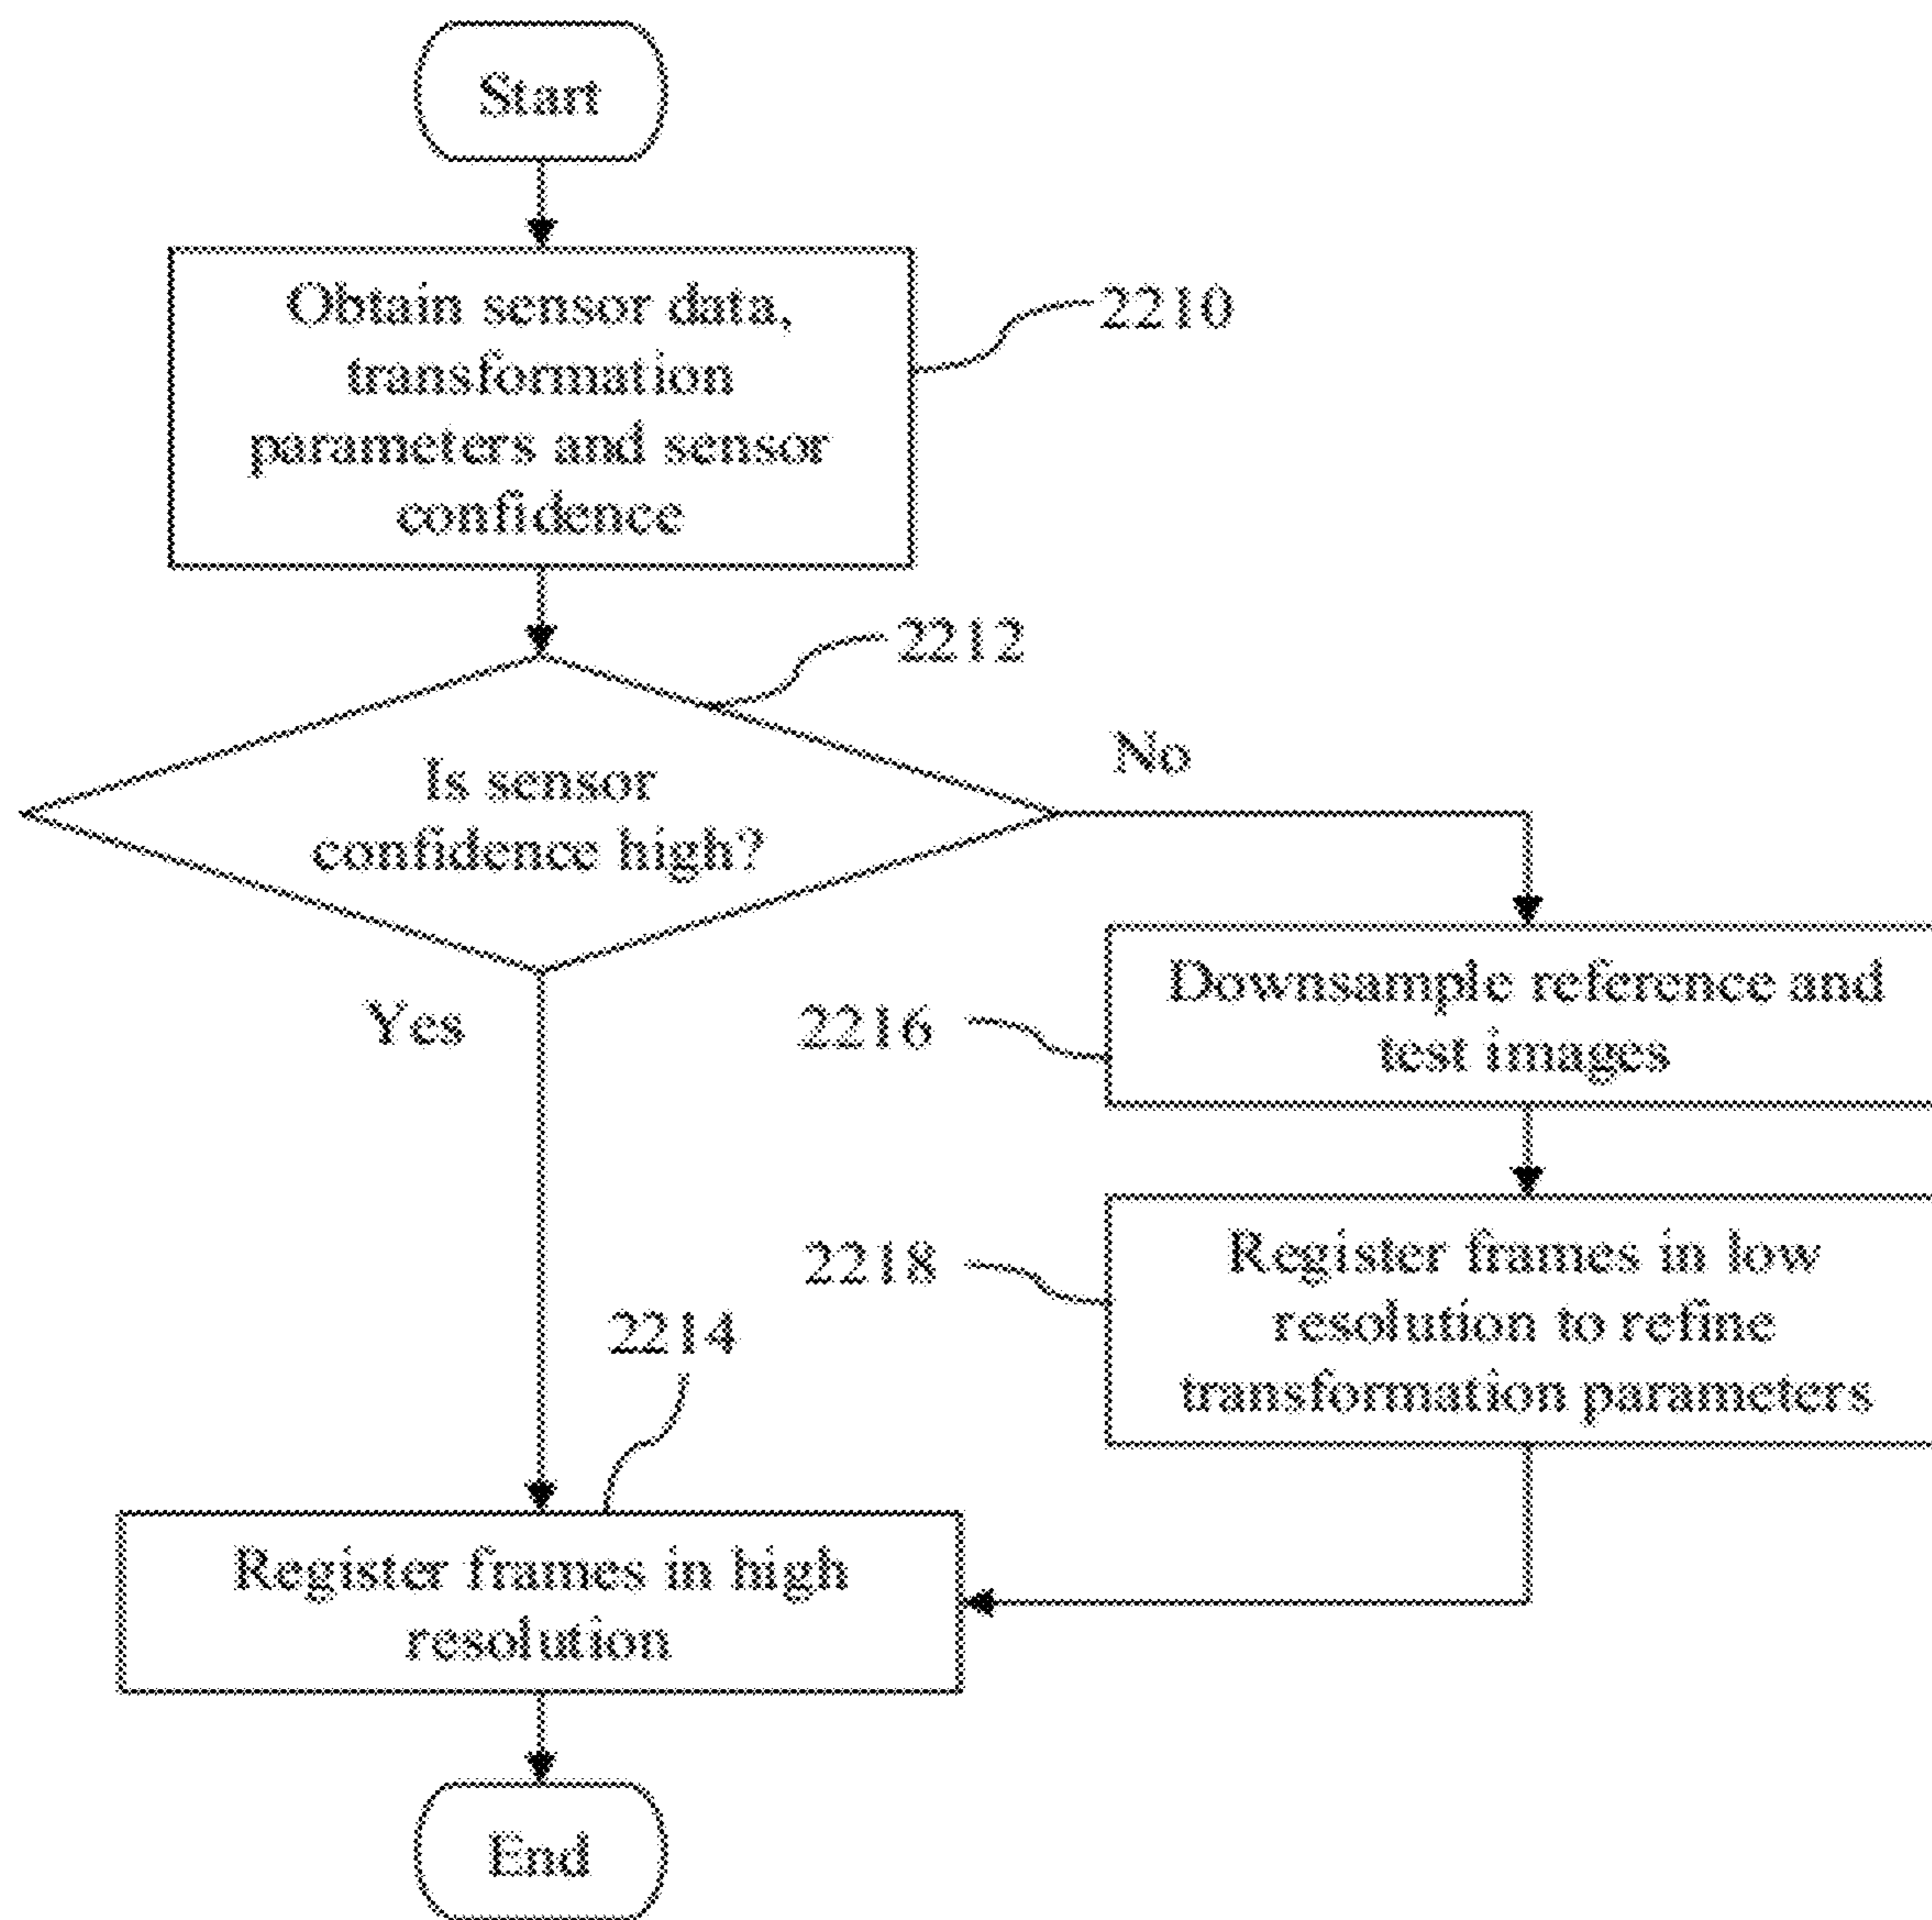 Start
Obtain sensor data,
transformation
parameters and sensor
confidence
2210
2212
Is sensor
confidence high?
No
Yes
Downsample reference and
test images
2216
Register frames in low
resolution to refine
transformation parameters
2218
2214
Register frames in high
resolution
End